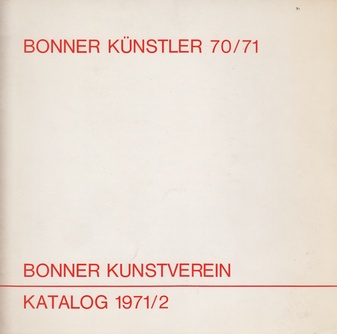 BONNER KÜNSTLER 70/71
BONNER KUNSTVEREIN
KATALOG 1971/2